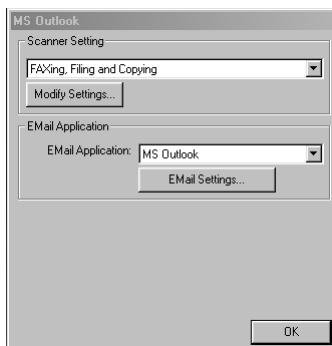 MS Outlook
Scanner Setting
FAXing, Filing and Copying
Modify Settings...
EMail Application
EMail Application: MS Outlook
EMail Settings...
OK